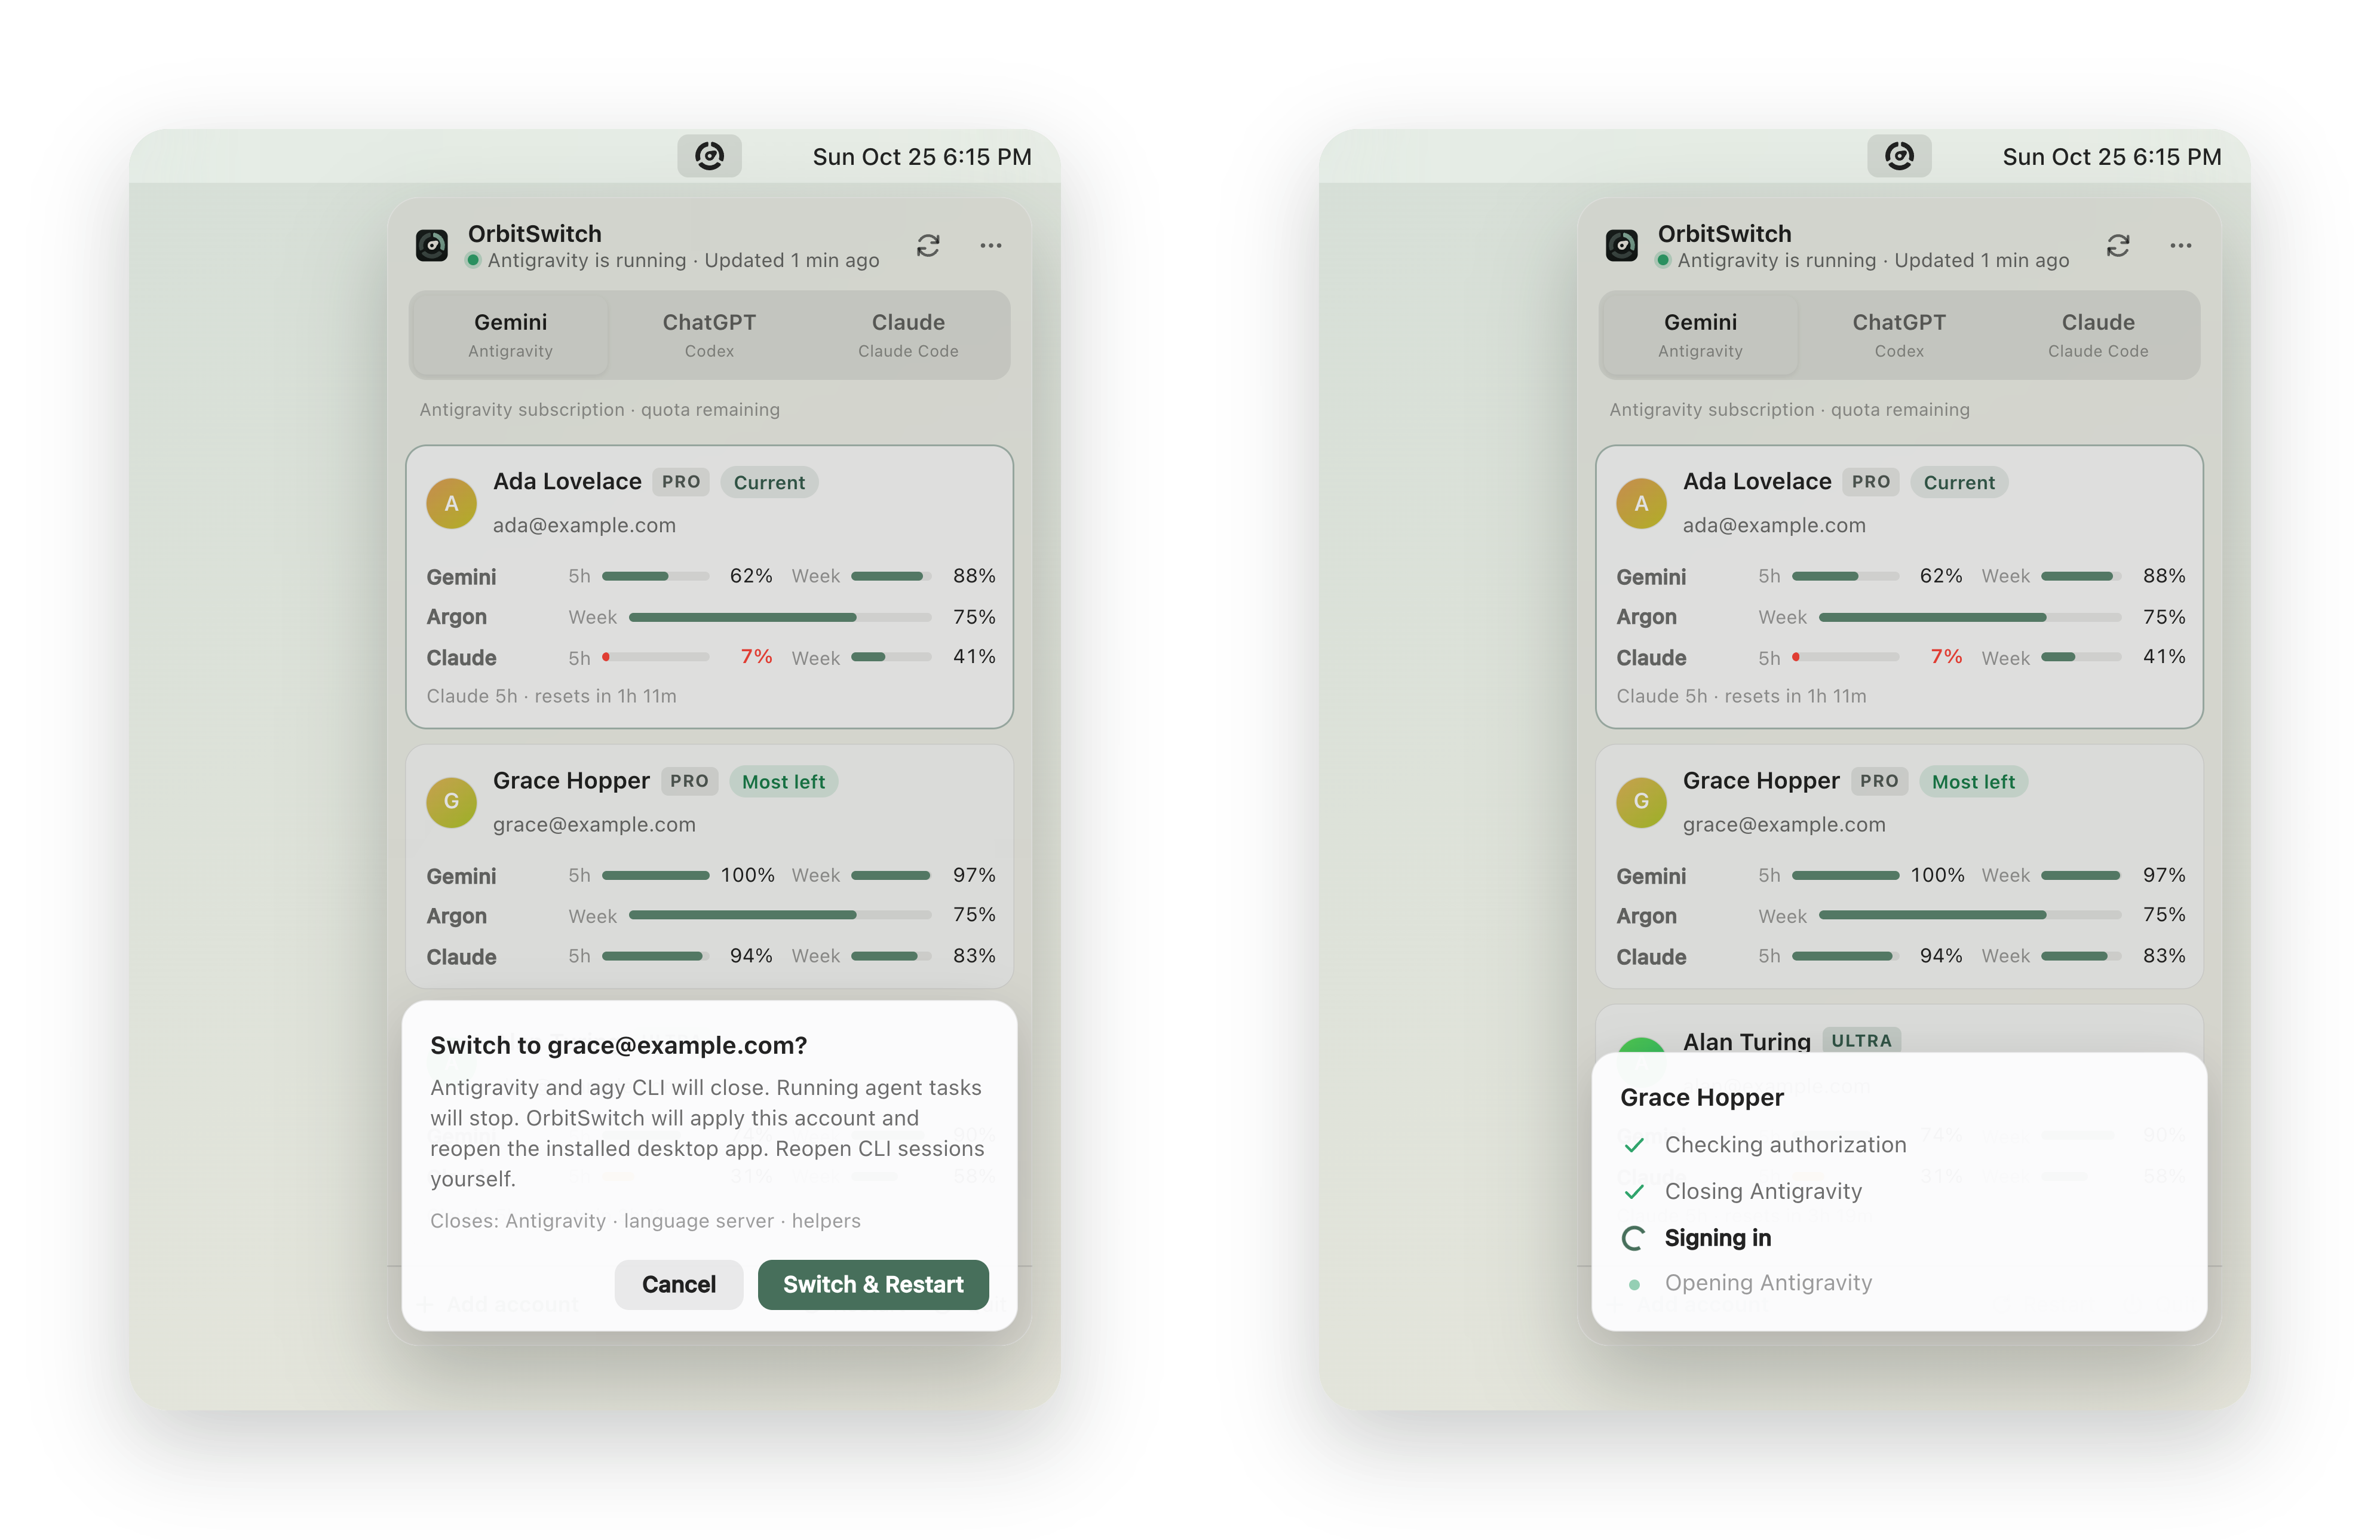 Sun Oct 25 6:15 PM
OrbitSwitch
Antigravity is running · Updated 1 min ago
Gemini
Antigravity
ChatGPT
Codex
Claude
Claude Code
Antigravity subscription · quota remaining
A
Ada Lovelace PRO Current
ada@example.com
Gemini 5h 62% Week 88%
Argon Week 75%
Claude 5h 7% Week 41%
Claude 5h · resets in 1h 11m
G
Grace Hopper PRO Most left
grace@example.com
Gemini 5h 100% Week 97%
Argon Week 75%
Claude 5h 94% Week 83%
Switch to grace@example.com?
Antigravity and agy CLI will close. Running agent tasks
will stop. OrbitSwitch will apply this account and
reopen the installed desktop app. Reopen CLI sessions
yourself.
Closes: Antigravity · language server · helpers
Cancel
Switch & Restart
Add account
Sun Oct 25 6:15 PM
OrbitSwitch
Antigravity is running · Updated 1 min ago
Gemini
Antigravity
ChatGPT
Codex
Claude
Claude Code
Antigravity subscription · quota remaining
A
Ada Lovelace PRO Current
ada@example.com
Gemini 5h 62% Week 88%
Argon Week 75%
Claude 5h 7% Week 41%
Claude 5h · resets in 1h 11m
G
Grace Hopper PRO Most left
grace@example.com
Gemini 5h 100% Week 97%
Argon Week 75%
Claude 5h 94% Week 83%
Alan Turing ULTRA
Grace Hopper
Checking authorization
74% 90%
Closing Antigravity
31% 58%
Signing in
Opening Antigravity